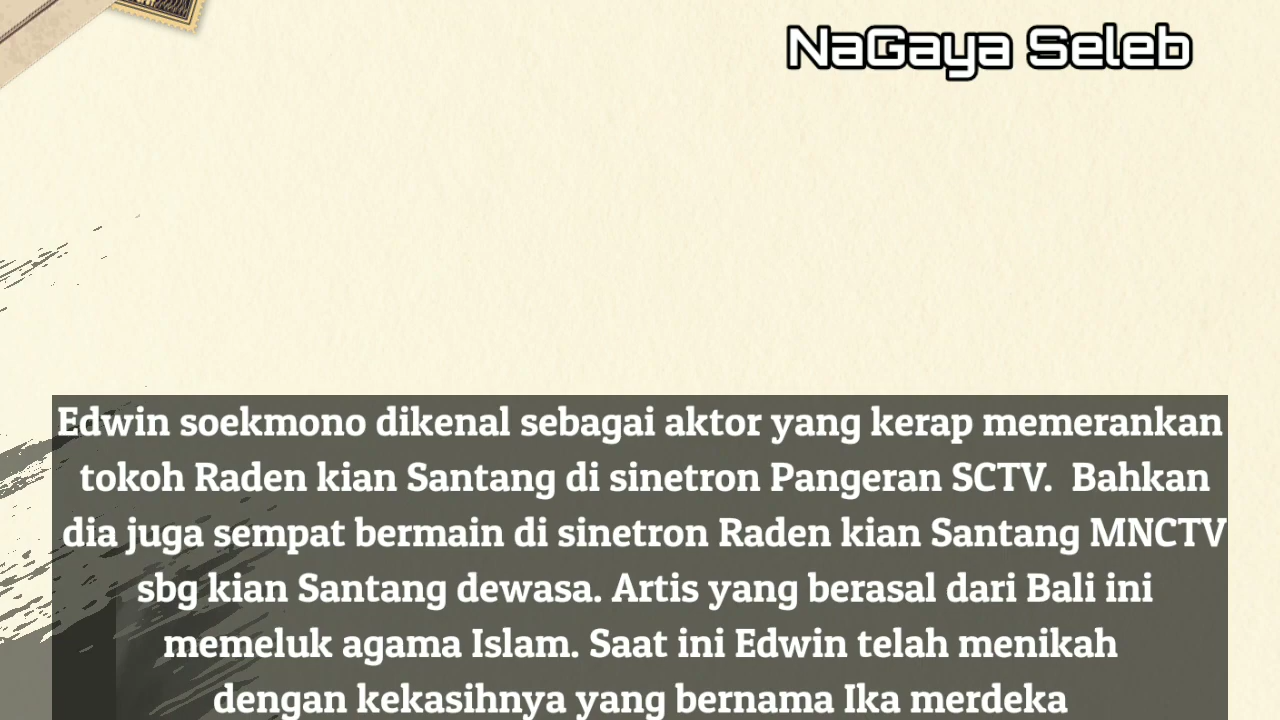 NaGaya Seleb
Edwin soekmono dikenal sebagai aktor yang kerap memerankan
tokoh Raden kian Santang di sinetron Pangeran SCTV.  Bahkan
dia juga sempat bermain di sinetron Raden kian Santang MNCTV
sbg kian Santang dewasa. Artis yang berasal dari Bali ini
memeluk agama Islam. Saat ini Edwin telah menikah
dengan kekasihnya yang bernama Ika merdeka